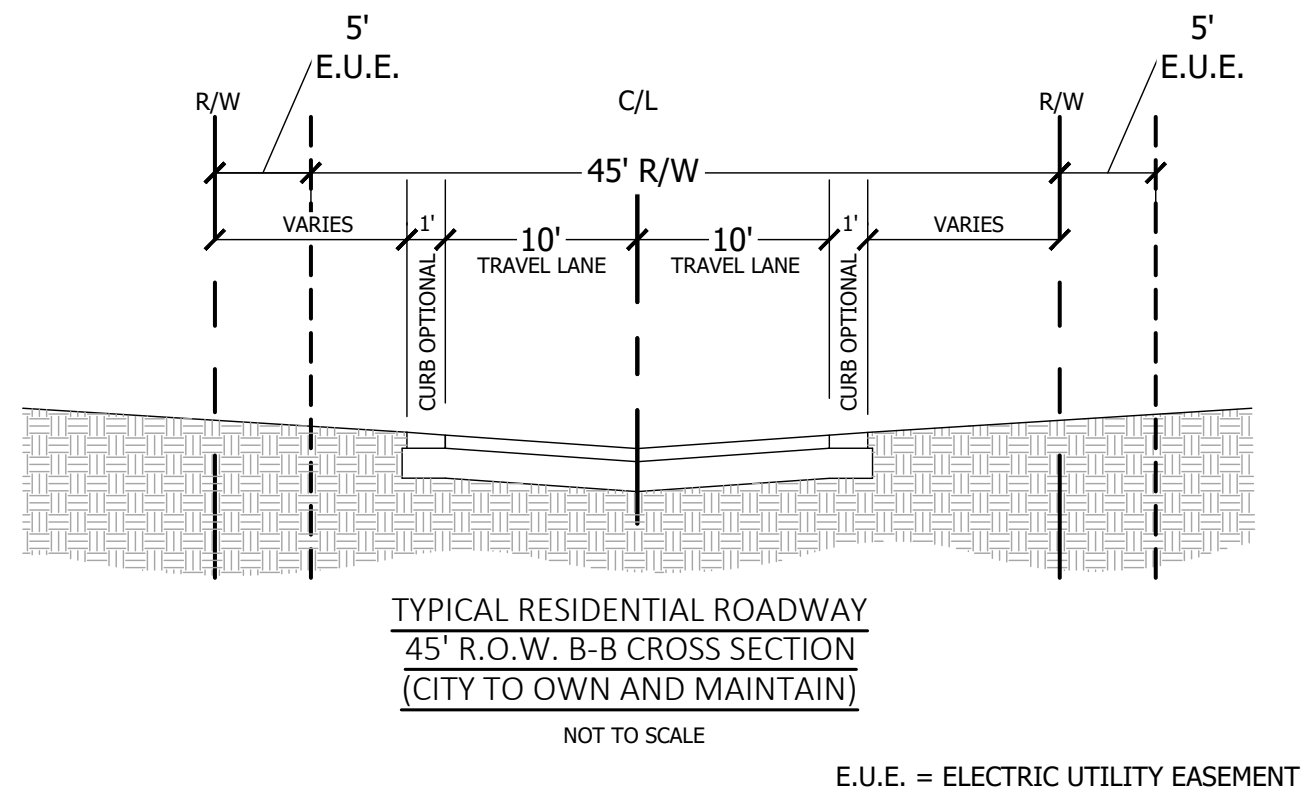 5'
E.U.E.
5'
E.U.E.
R/W
C/L
R/W
45' R/W
VARIES
1'
10'
TRAVEL LANE
10'
TRAVEL LANE
1'
VARIES
CURB OPTIONAL
CURB OPTIONAL
TYPICAL RESIDENTIAL ROADWAY
45' R.O.W. B-B CROSS SECTION
(CITY TO OWN AND MAINTAIN)
NOT TO SCALE
E.U.E. = ELECTRIC UTILITY EASEMENT